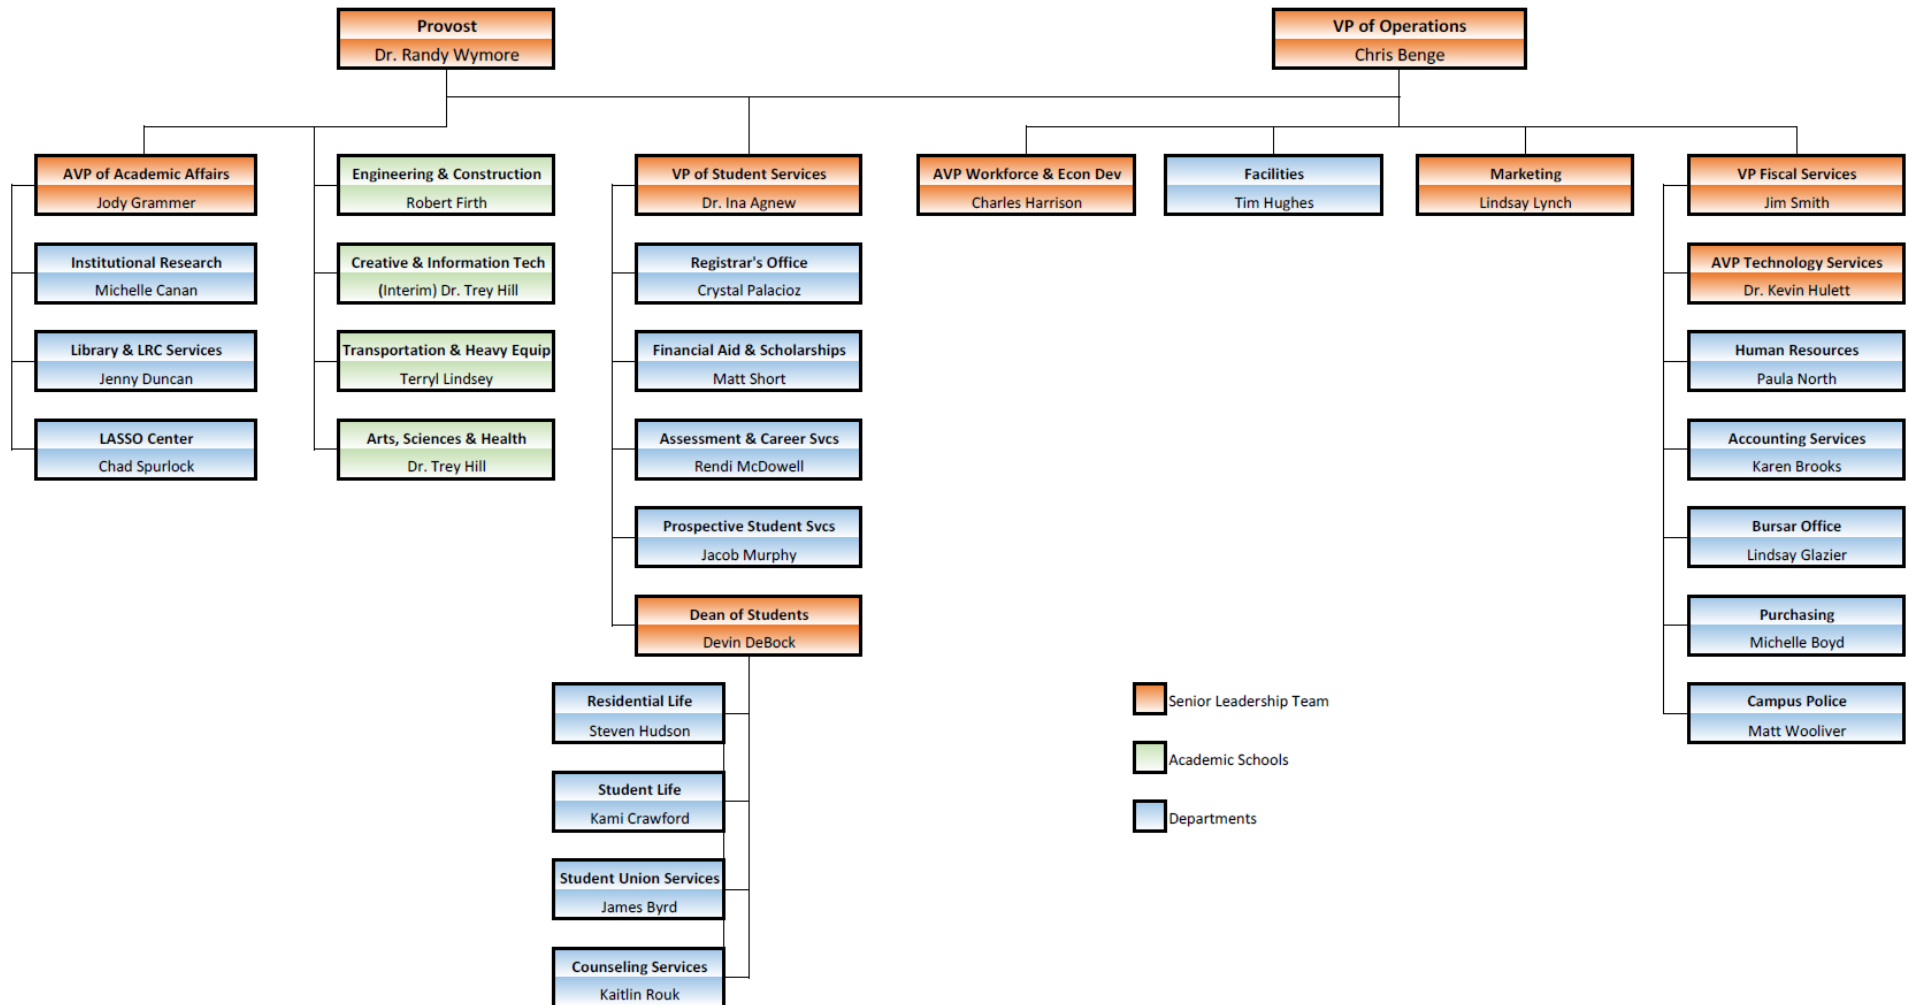 Provost
Dr. Randy Wymore
VP of Operations
Chris Benge
AVP of Academic Affairs
Jody Grammer
Engineering & Construction
Robert Firth
VP of Student Services
Dr. Ina Agnew
AVP Workforce & Econ Dev
Charles Harrison
Facilities
Tim Hughes
Marketing
Lindsay Lynch
VP Fiscal Services
Jim Smith
Institutional Research
Michelle Canan
Creative & Information Tech
(Interim) Dr. Trey Hill
Registrar's Office
Crystal Palacioz
AVP Technology Services
Dr. Kevin Hulett
Library & LRC Services
Jenny Duncan
Transportation & Heavy Equip
Terryl Lindsey
Financial Aid & Scholarships
Matt Short
Human Resources
Paula North
LASSO Center
Chad Spurlock
Arts, Sciences & Health
Dr. Trey Hill
Assessment & Career Svcs
Rendi McDowell
Accounting Services
Karen Brooks
Prospective Student Svcs
Jacob Murphy
Bursar Office
Lindsay Glazier
Dean of Students
Devin DeBock
Purchasing
Michelle Boyd
Residential Life
Steven Hudson
Senior Leadership Team
Campus Police
Matt Wooliver
Student Life
Kami Crawford
Academic Schools
Departments
Student Union Services
James Byrd
Counseling Services
Kaitlin Rouk